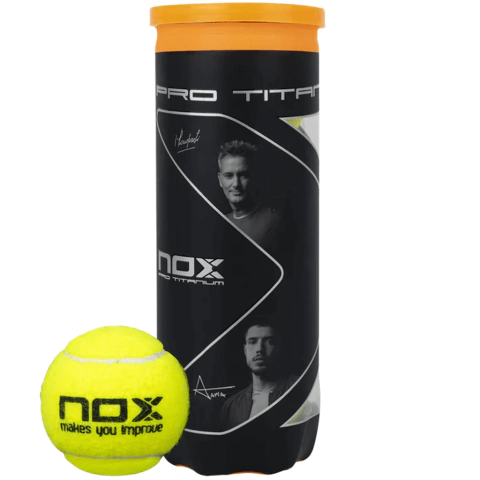 PRO TITAN
NOX
PRO TITANIUM
nox
makes you improve